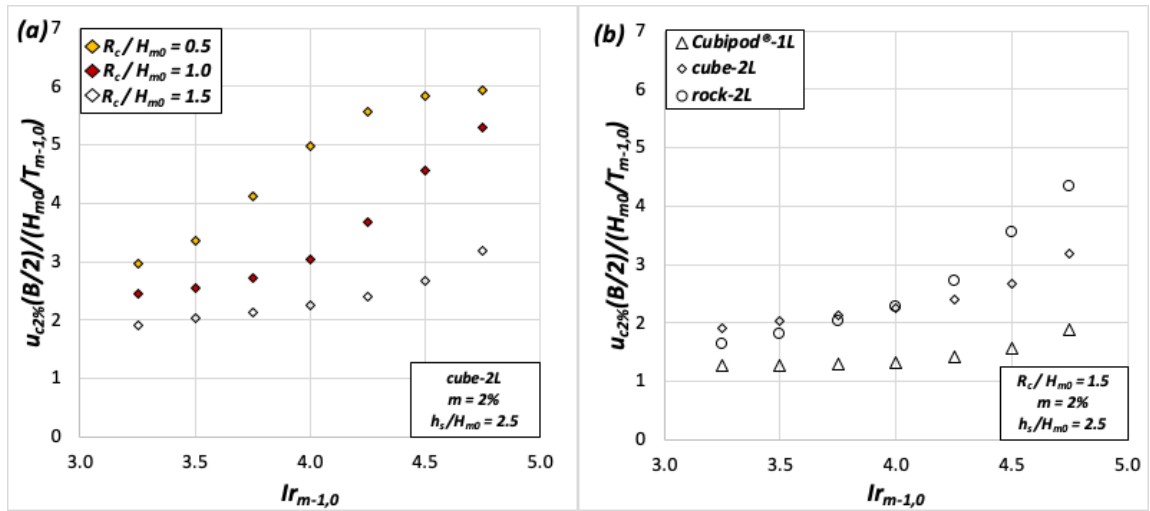 (a)
R_c / H_m0 = 0.5
R_c / H_m0 = 1.0
R_c / H_m0 = 1.5
u_c2%(B/2)/(H_m0/T_m-1,0)
7
6
5
4
3
2
1
0
cube-2L
m = 2%
h_s/H_m0 = 2.5
3.0 3.5 4.0 4.5 5.0
Ir_m-1,0
(b)
Cubipod®-1L
cube-2L
rock-2L
u_c2%(B/2)/(H_m0/T_m-1,0)
7
6
5
4
3
2
1
0
R_c / H_m0 = 1.5
m = 2%
h_s/H_m0 = 2.5
3.0 3.5 4.0 4.5 5.0
Ir_m-1,0